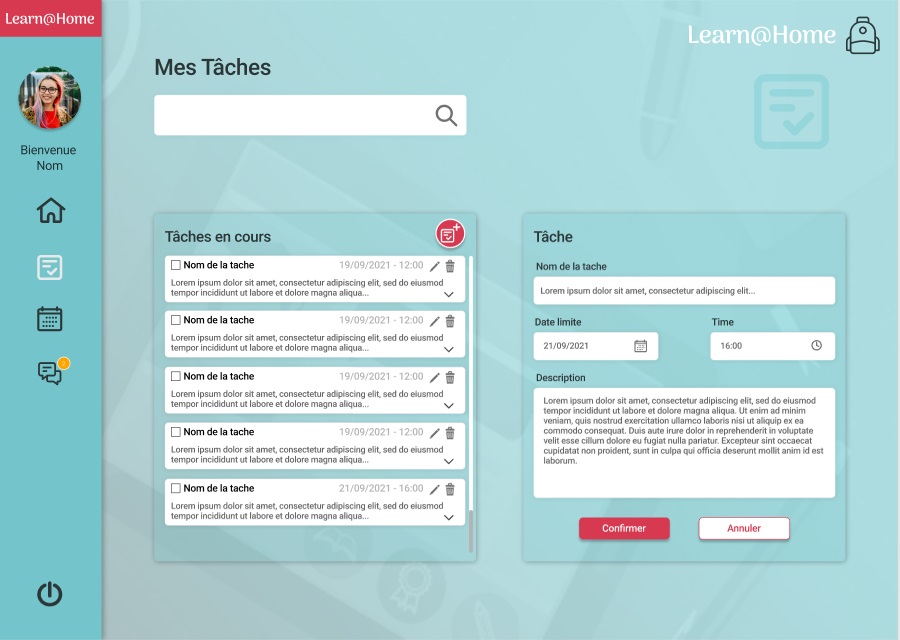 Learn@Home
Learn@Home
Mes Tâches
Bienvenue
Nom
Tâches en cours
Nom de la tache 19/09/2021 - 12:00
Lorem ipsum dolor sit amet, consectetur adipiscing elit, sed do eiusmod
tempor incididunt ut labore et dolore magna aliqua...
Nom de la tache 19/09/2021 - 12:00
Lorem ipsum dolor sit amet, consectetur adipiscing elit, sed do eiusmod
tempor incididunt ut labore et dolore magna aliqua...
Nom de la tache 19/09/2021 - 12:00
Lorem ipsum dolor sit amet, consectetur adipiscing elit, sed do eiusmod
tempor incididunt ut labore et dolore magna aliqua...
Nom de la tache 19/09/2021 - 12:00
Lorem ipsum dolor sit amet, consectetur adipiscing elit, sed do eiusmod
tempor incididunt ut labore et dolore magna aliqua...
Nom de la tache 21/09/2021 - 16:00
Lorem ipsum dolor sit amet, consectetur adipiscing elit, sed do eiusmod
tempor incididunt ut labore et dolore magna aliqua...
Tâche
Nom de la tache
Lorem ipsum dolor sit amet, consectetur adipiscing elit...
Date limite Time
21/09/2021 16:00
Description
Lorem ipsum dolor sit amet, consectetur adipiscing elit, sed do eiusmod
tempor incididunt ut labore et dolore magna aliqua. Ut enim ad minim
veniam, quis nostrud exercitation ullamco laboris nisi ut aliquip ex ea
commodo consequat. Duis aute irure dolor in reprehenderit in voluptate
velit esse cillum dolore eu fugiat nulla pariatur. Excepteur sint occaecat
cupidatat non proident, sunt in culpa qui officia deserunt mollit anim id est
laborum.
Confirmer Annuler